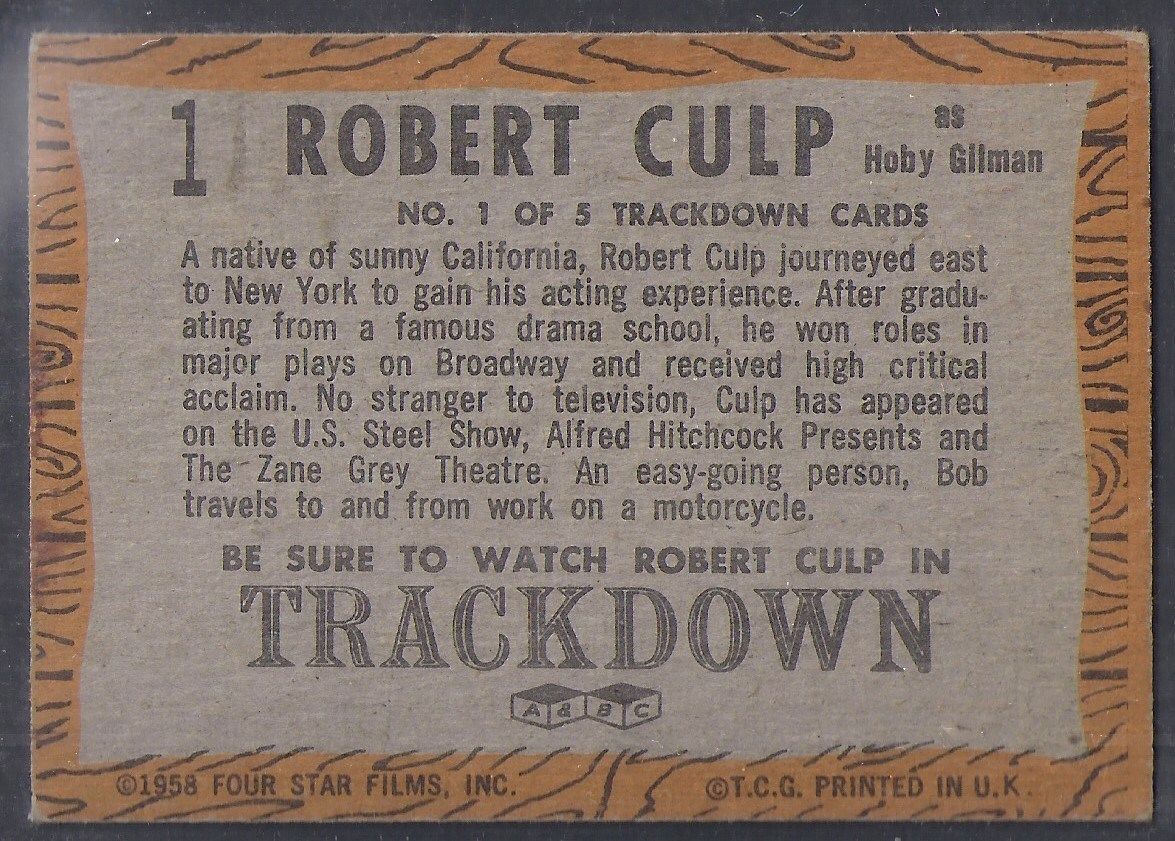 1 ROBERT CULP as
Hoby Gilman
NO. 1 OF 5 TRACKDOWN CARDS
A native of sunny California, Robert Culp journeyed east
to New York to gain his acting experience. After gradu-
ating from a famous drama school, he won roles in
major plays on Broadway and received high critical
acclaim. No stranger to television, Culp has appeared
on the U.S. Steel Show, Alfred Hitchcock Presents and
The Zane Grey Theatre. An easy-going person, Bob
travels to and from work on a motorcycle.
BE SURE TO WATCH ROBERT CULP IN
TRACKDOWN
A & B C
©1958 FOUR STAR FILMS, INC. ©T.C.G. PRINTED IN U.K.